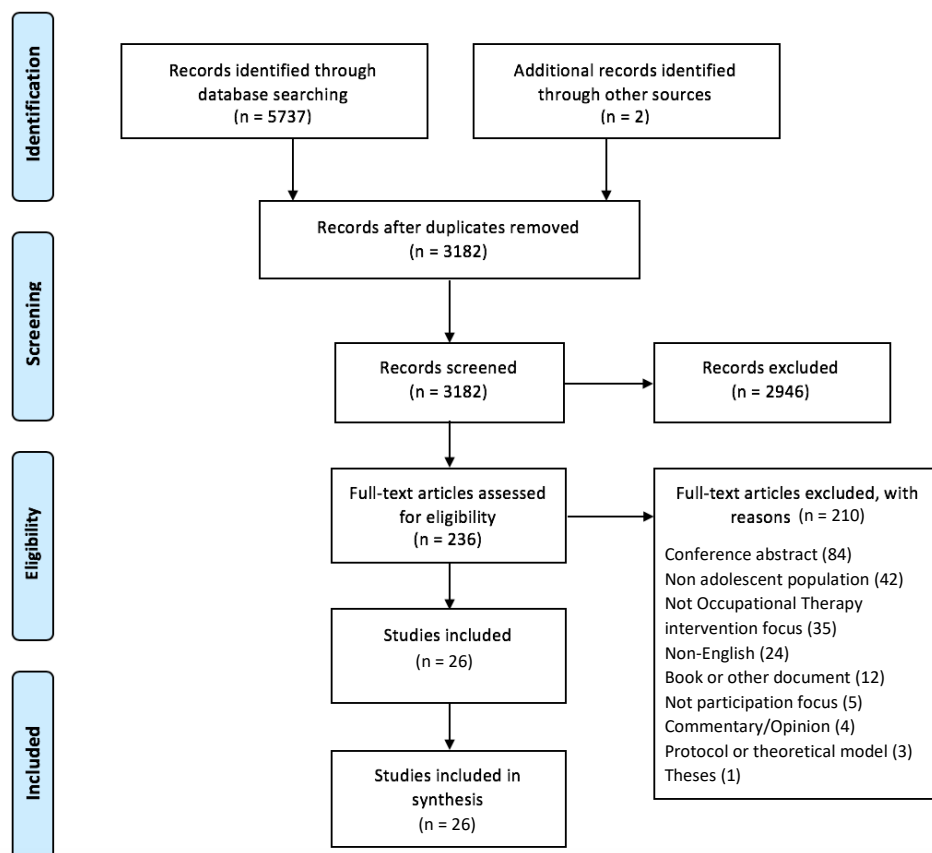 Identification
Records identified through
database searching
(n = 5737)
Additional records identified
through other sources
(n = 2)
Records after duplicates removed
(n = 3182)
Screening
Records screened
(n = 3182)
Records excluded
(n = 2946)
Eligibility
Full-text articles assessed
for eligibility
(n = 236)
Full-text articles excluded, with
reasons (n = 210)
Conference abstract (84)
Non adolescent population (42)
Not Occupational Therapy
intervention focus (35)
Non-English (24)
Book or other document (12)
Not participation focus (5)
Commentary/Opinion (4)
Protocol or theoretical model (3)
Theses (1)
Studies included
(n = 26)
Included
Studies included in
synthesis
(n = 26)